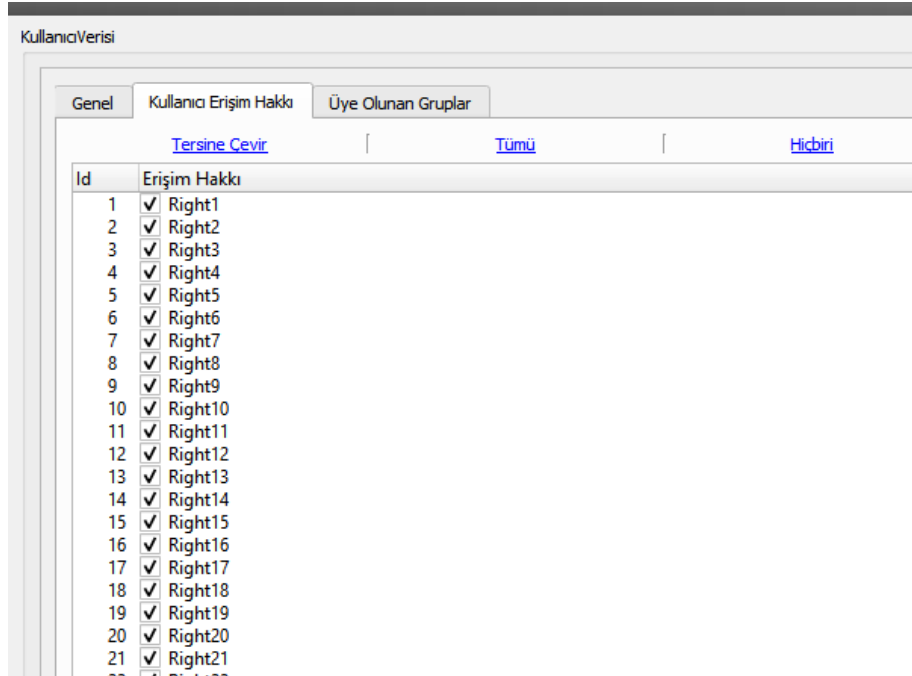 KullanıcıVerisi
Genel Kullanıcı Erişim Hakkı Üye Olunan Gruplar
Tersine Çevir Tümü Hiçbiri
Id Erişim Hakkı
1 Right1
2 Right2
3 Right3
4 Right4
5 Right5
6 Right6
7 Right7
8 Right8
9 Right9
10 Right10
11 Right11
12 Right12
13 Right13
14 Right14
15 Right15
16 Right16
17 Right17
18 Right18
19 Right19
20 Right20
21 Right21